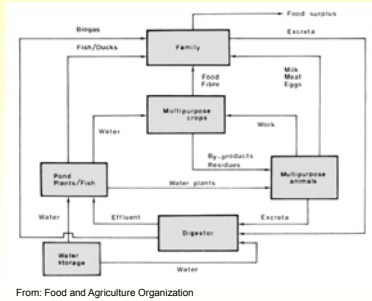 Food surplus
Biogas
Excreta
Family
Fish/Ducks
Food
Fibre
Milk
Meat
Eggs
Multipurpose
crops
Water
Work
By-products
Residues
Pond
Plants/Fish
Water plants
Multipurpose
animals
Water
Effluent
Excreta
Digestor
Water
storage
Water
From: Food and Agriculture Organization